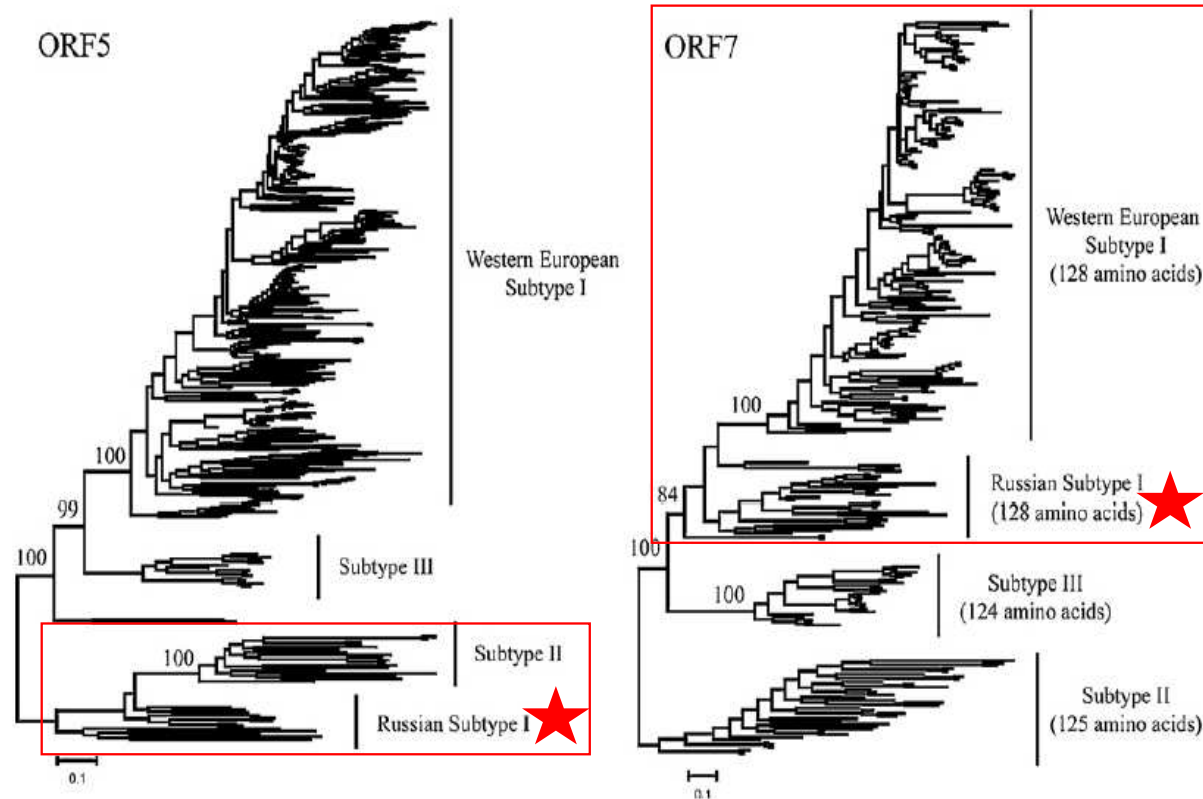 ORF5
Western European
Subtype I
100
99
100
Subtype III
100
Subtype II
Russian Subtype I
0.1
ORF7
Western European
Subtype I
(128 amino acids)
100
Russian Subtype I
(128 amino acids)
84
100
100
Subtype III
(124 amino acids)
Subtype II
(125 amino acids)
0.1